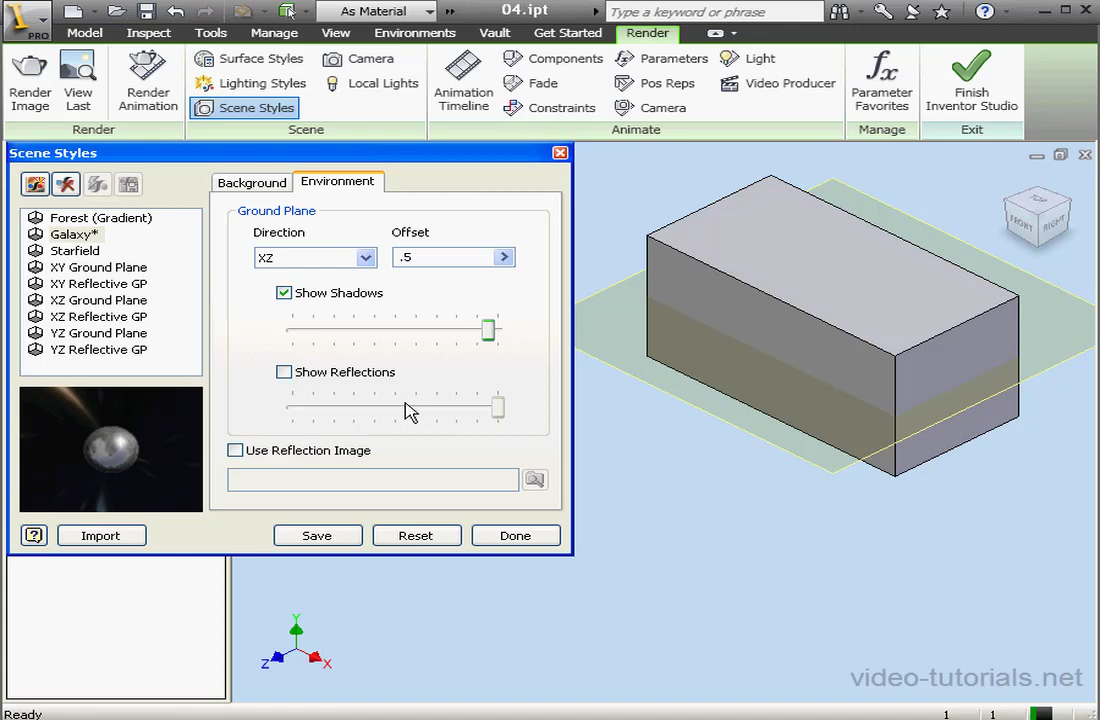 PRO
As Material
04.ipt
Type a keyword or phrase
Model
Inspect
Tools
Manage
View
Environments
Vault
Get Started
Render
Render Image
View Last
Render Animation
Surface Styles
Lighting Styles
Scene Styles
Camera
Local Lights
Animation Timeline
Components
Fade
Constraints
Parameters
Pos Reps
Camera
Light
Video Producer
Parameter Favorites
Finish Inventor Studio
Render
Scene
Animate
Manage
Exit
Scene Styles
Background
Environment
Forest (Gradient)
Galaxy*
Starfield
XY Ground Plane
XY Reflective GP
XZ Ground Plane
XZ Reflective GP
YZ Ground Plane
YZ Reflective GP
Ground Plane
Direction
Offset
XZ
.5
Show Shadows
Show Reflections
Use Reflection Image
Import
Save
Reset
Done
TOP
FRONT
RIGHT
Y
Z
X
video-tutorials.net
Ready
1
1